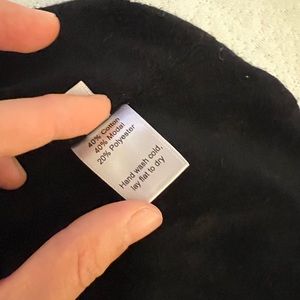 40% Cotton
40% Modal
20% Polyester
Hand wash cold,
lay flat to dry